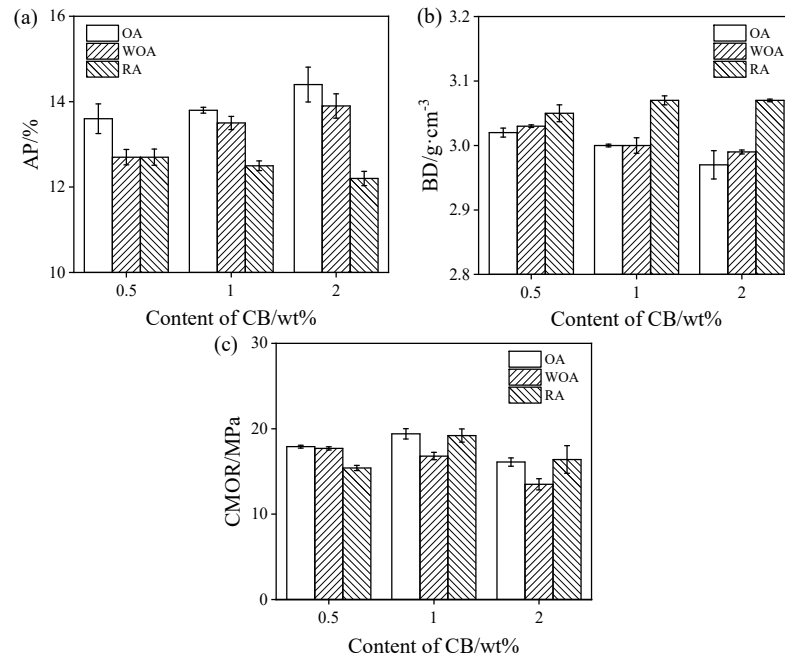 (a)
OA
WOA
RA
AP/%
16
14
12
10
0.5
1
2
Content of CB/wt%
(b)
OA
WOA
RA
BD/g·cm⁻³
3.2
3.1
3.0
2.9
2.8
0.5
1
2
Content of CB/wt%
(c)
OA
WOA
RA
CMOR/MPa
30
20
10
0
0.5
1
2
Content of CB/wt%